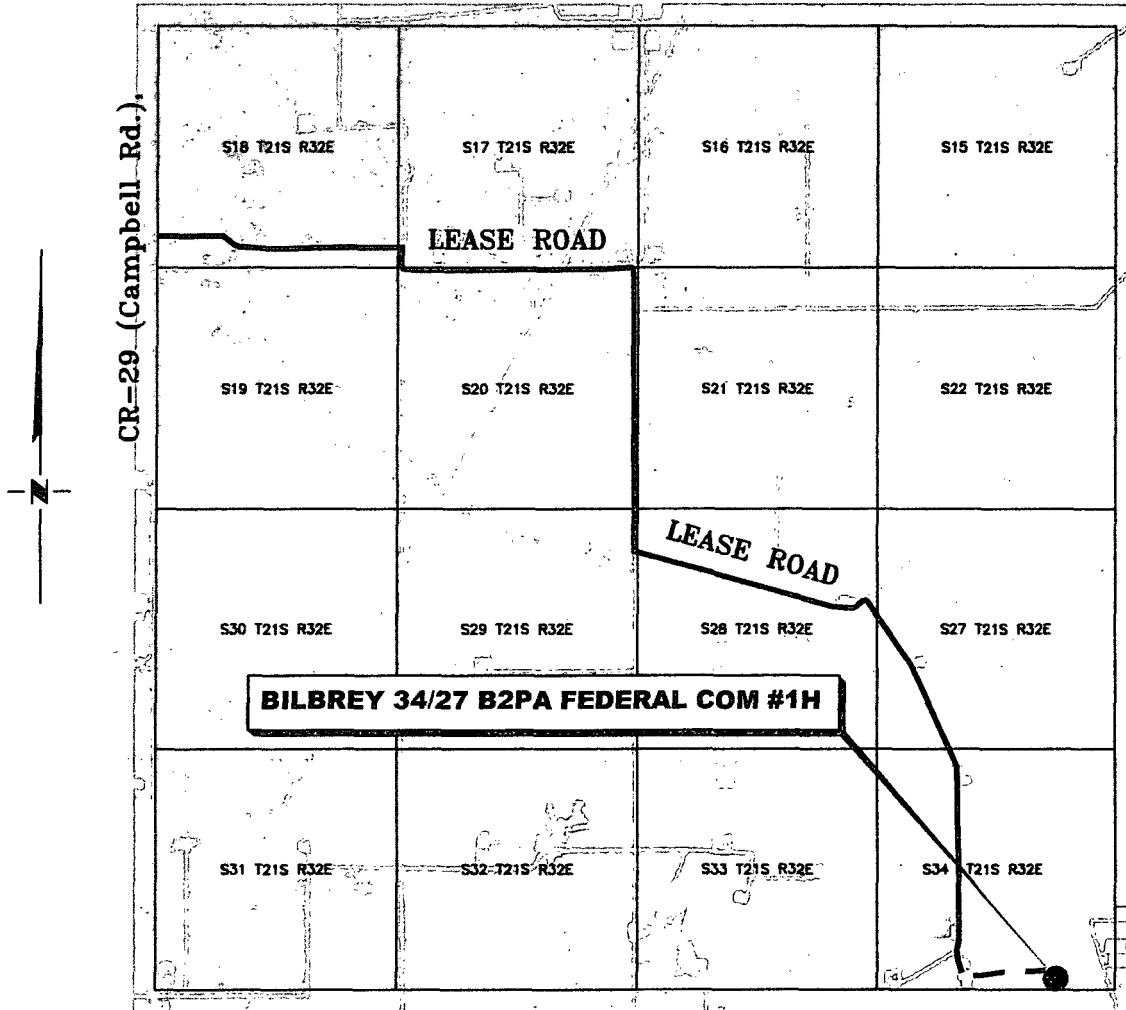 CR-29 (Campbell Rd.),
S18 T21S R32E
S17 T21S R32E
S16 T21S R32E
S15 T21S R32E
LEASE ROAD
S19 T21S R32E
S20 T21S R32E
S21 T21S R32E
S22 T21S R32E
N
LEASE ROAD
S30 T21S R32E
S29 T21S R32E
S28 T21S R32E
S27 T21S R32E
BILBREY 34/27 B2PA FEDERAL COM #1H
S31 T21S R32E
S32 T21S R32E
S33 T21S R32E
S34 T21S R32E